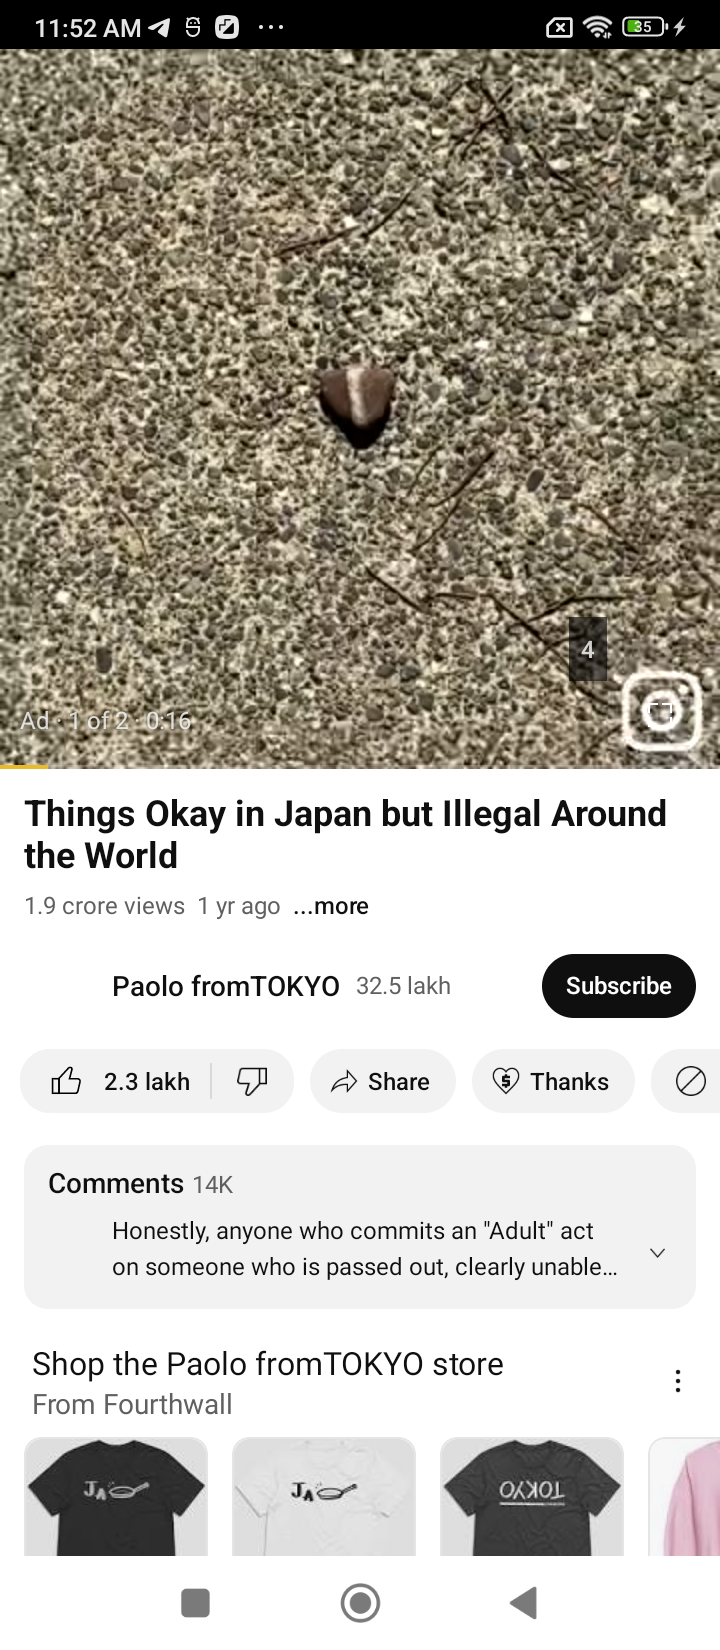 11:52 AM
35
4
Ad · 1 of 2 · 0:16
Things Okay in Japan but Illegal Around
the World
1.9 crore views 1 yr ago ...more
Paolo fromTOKYO 32.5 lakh
Subscribe
2.3 lakh
Share
Thanks
Comments 14K
Honestly, anyone who commits an "Adult" act
on someone who is passed out, clearly unable...
Shop the Paolo fromTOKYO store
From Fourthwall
JA
JA
TOKYO